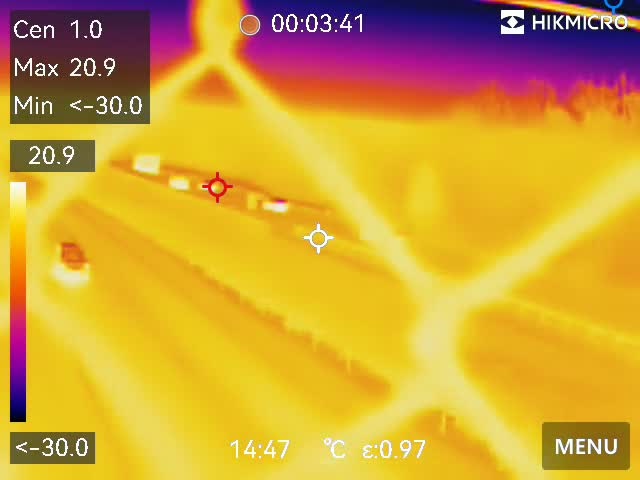 Cen 1.0
Max 20.9
Min <-30.0
00:03:41
HIKMICRO
20.9
<-30.0
14:47 ℃ ε:0.97
MENU